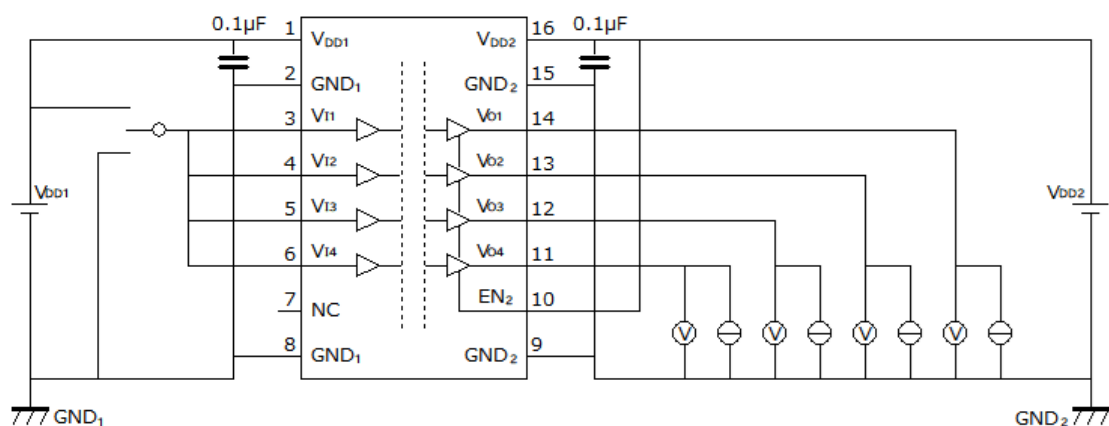 0.1μF 1 VDD1 VDD2 16 0.1μF
2 GND1 GND2 15
3 VI1 VO1 14
4 VI2 VO2 13
VDD1 VDD2
5 VI3 VO3 12
6 VI4 VO4 11
7 NC EN2 10
V V V V
8 GND1 GND2 9
GND1 GND2